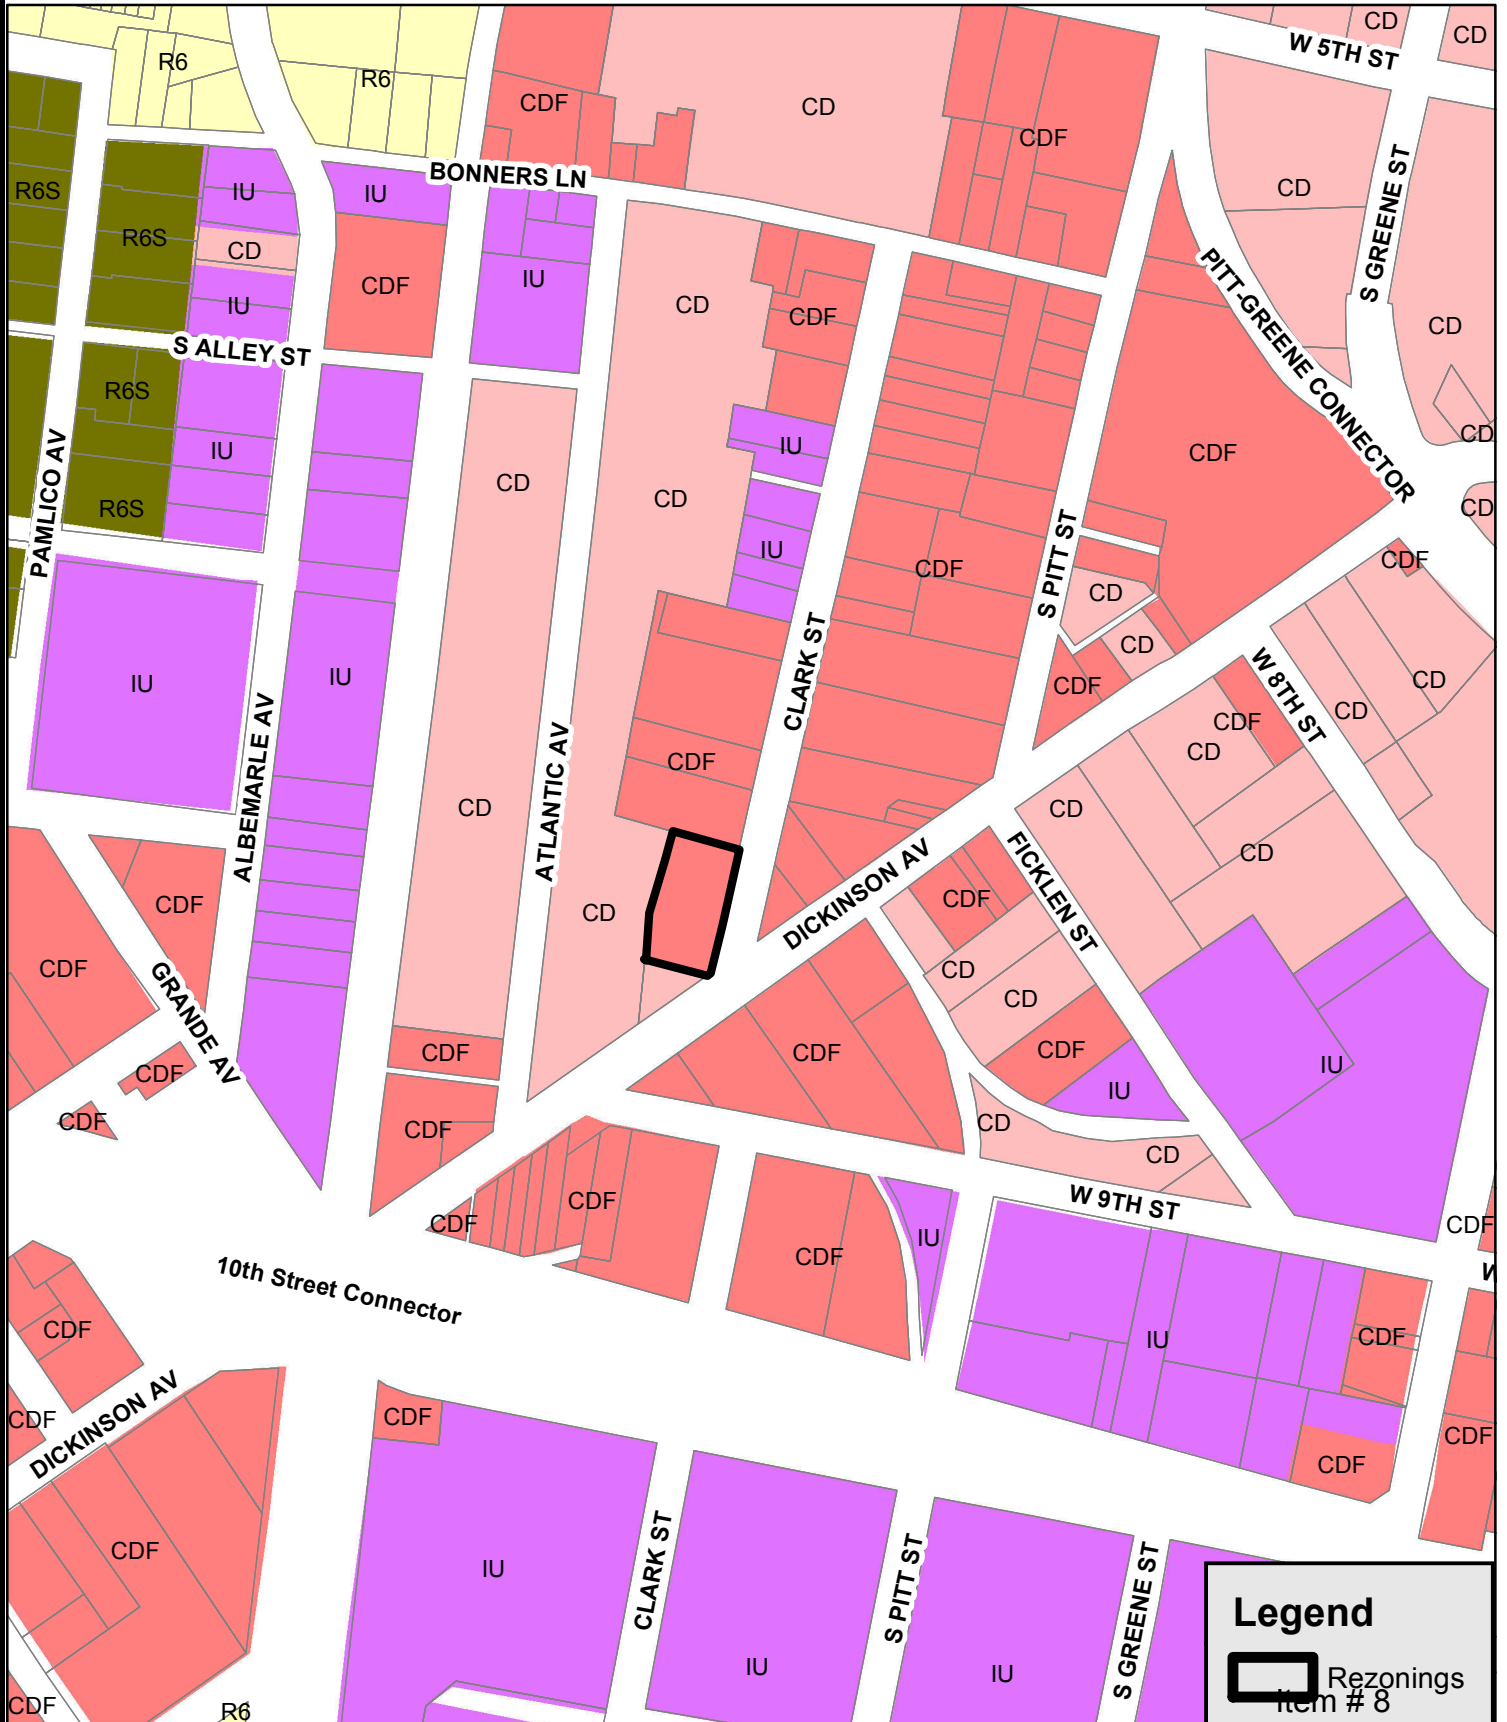 CD
CD
W 5TH ST
R6
R6
CDF
CD
CDF
BONNERS LN
R6S
IU
IU
CD
S GREENE ST
R6S
CD
CDF
IU
CD
PITT-GREENE CONNECTOR
IU
CDF
CD
S ALLEY ST
R6S
CD
IU
IU
CDF
CD
R6S
CD
CD
PAMLICO AV
IU
CDF
S PITT ST
CDF
CD
CD
CDF
CLARK ST
W 8TH ST
CD
CD
CDF
CD
IU
IU
CDF
CD
CD
CD
ALBEMARLE AV
ATLANTIC AV
FICKLEN ST
CDF
CD
DICKINSON AV
CDF
CDF
CD
CD
GRANDE AV
CDF
CDF
CDF
CDF
IU
IU
CDF
CDF
CD
CD
CDF
CDF
W 9TH ST
CDF
IU
CDF
W
10th Street Connector
CDF
IU
CDF
DICKINSON AV
CDF
CDF
CDF
CDF
CDF
IU
CLARK ST
S PITT ST
S GREENE ST
IU
IU
CDF
R6
Legend
Rezonings
Item # 8